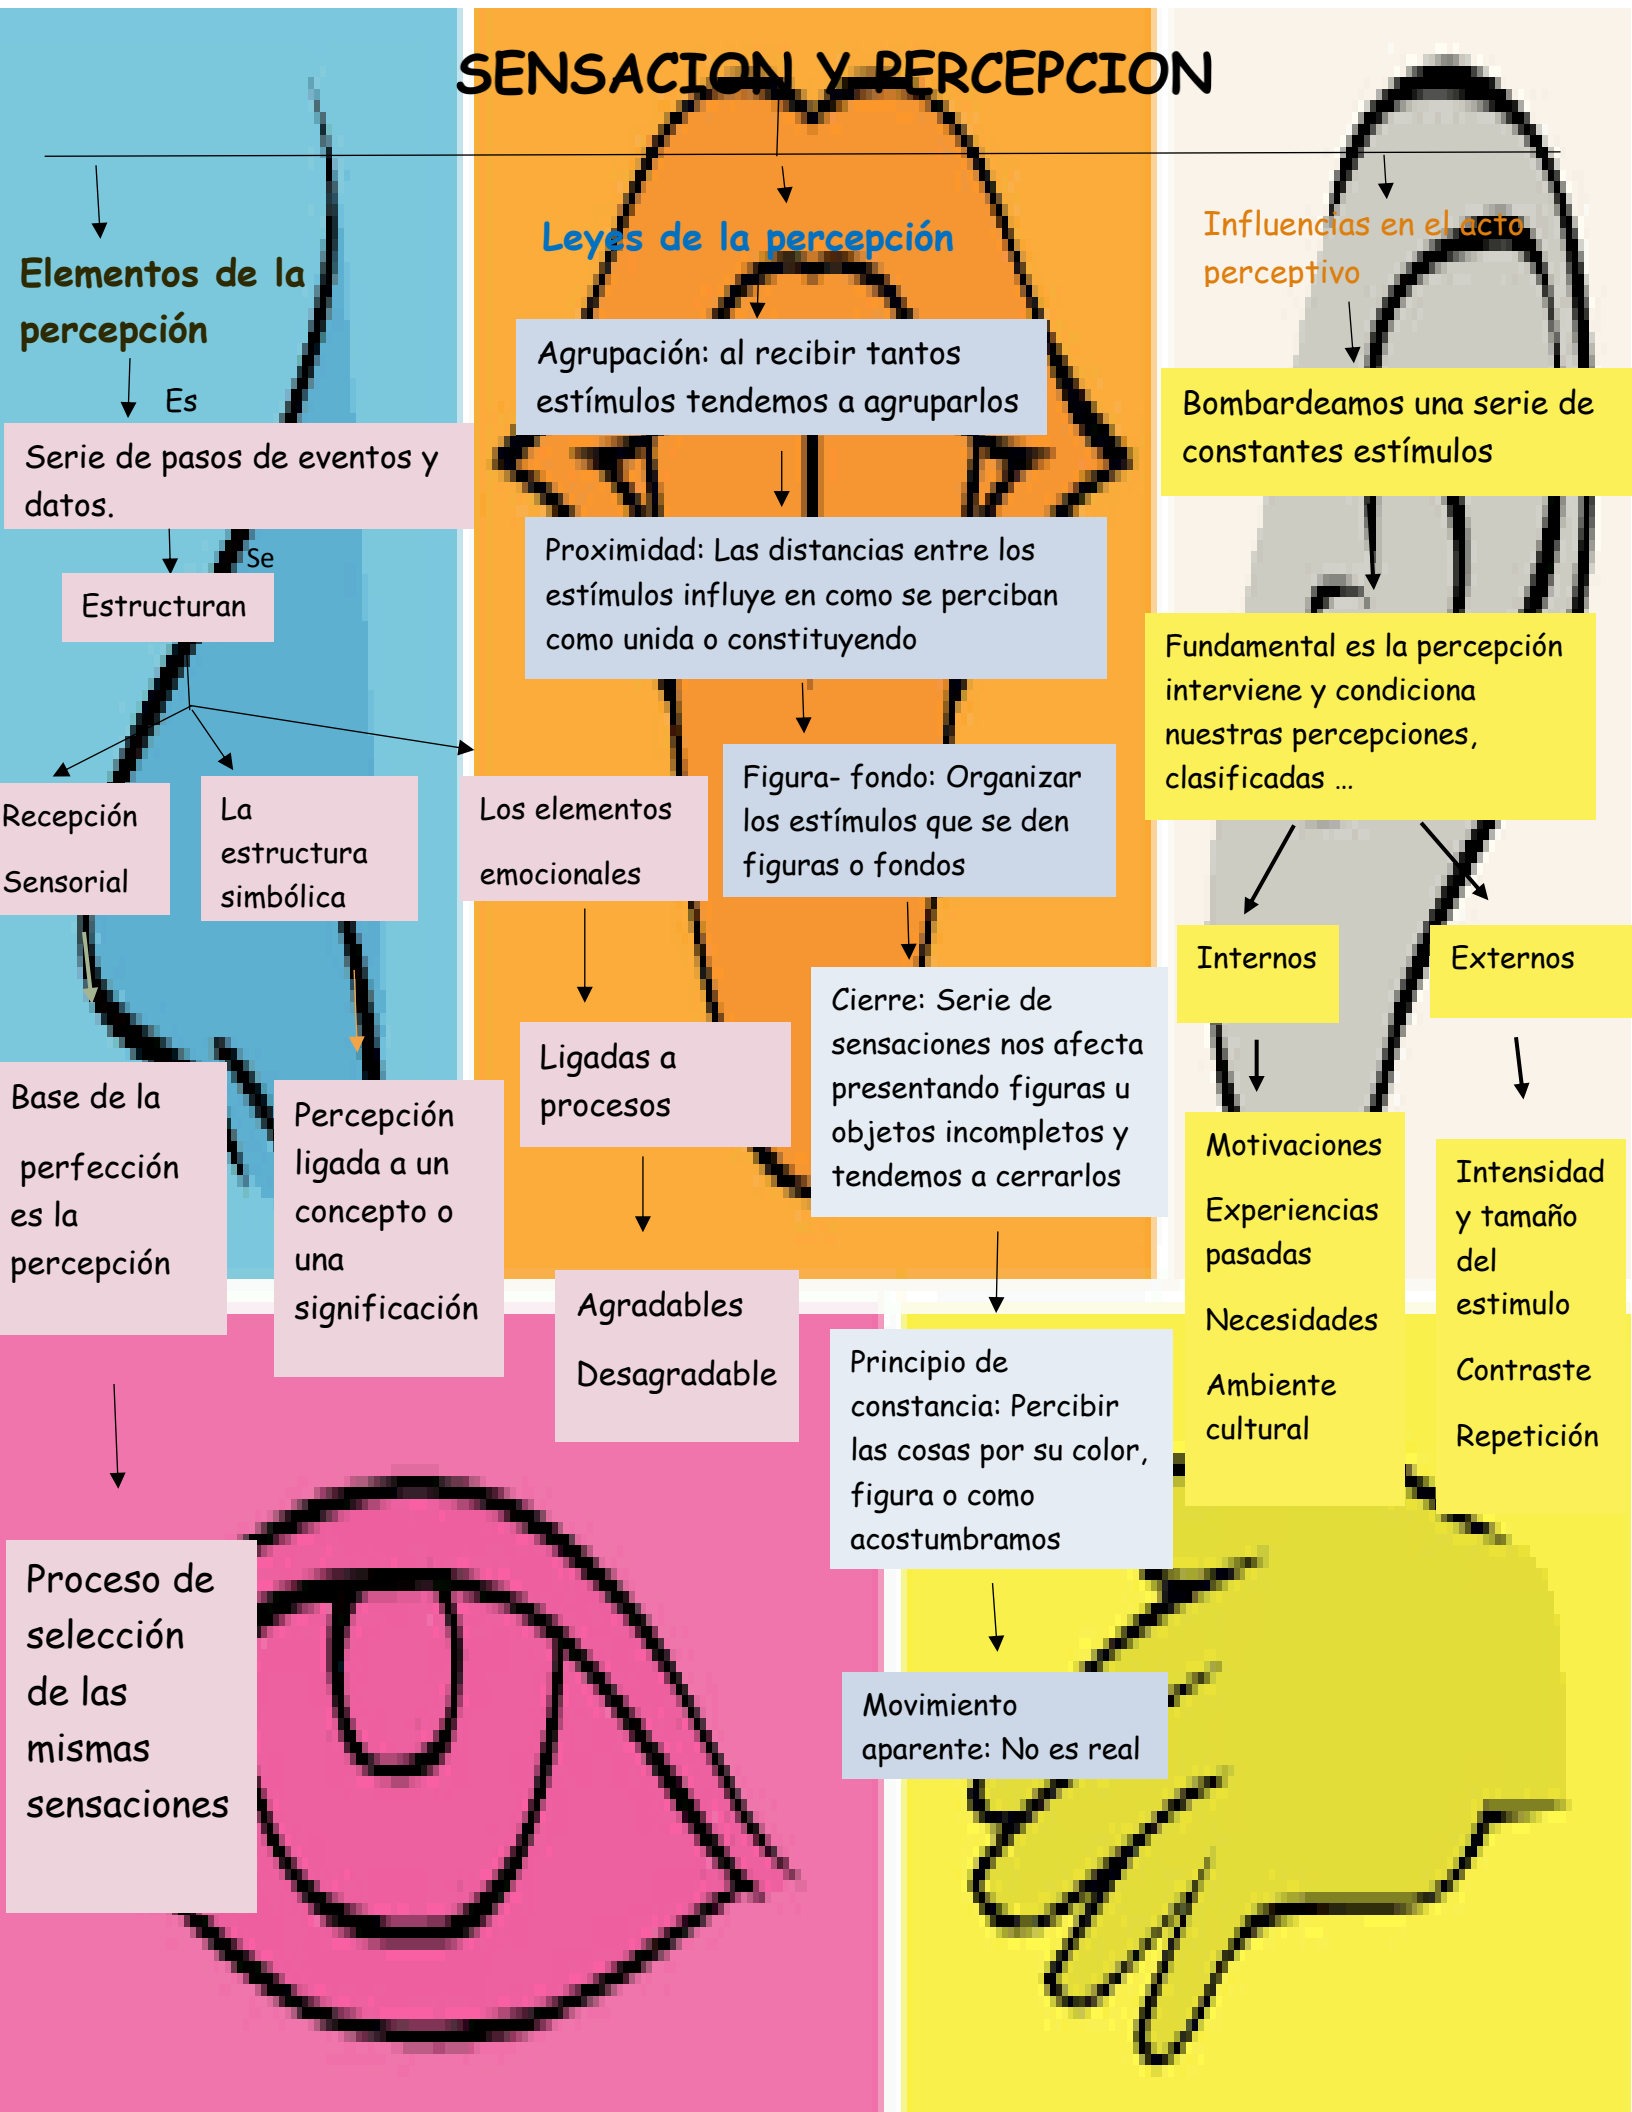 SENSACION Y PERCEPCION
Elementos de la
percepción
Es
Serie de pasos de eventos y
datos.
Se
Estructuran
Recepción
Sensorial
La
estructura
simbólica
Los elementos
emocionales
Base de la
perfección
es la
percepción
Percepción
ligada a un
concepto o
una
significación
Ligadas a
procesos
Agradables
Desagradable
Proceso de
selección
de las
mismas
sensaciones
Leyes de la percepción
Agrupación: al recibir tantos
estímulos tendemos a agruparlos
Proximidad: Las distancias entre los
estímulos influye en como se perciban
como unida o constituyendo
Figura- fondo: Organizar
los estímulos que se den
figuras o fondos
Cierre: Serie de
sensaciones nos afecta
presentando figuras u
objetos incompletos y
tendemos a cerrarlos
Principio de
constancia: Percibir
las cosas por su color,
figura o como
acostumbramos
Movimiento
aparente: No es real
Influencias en el acto
perceptivo
Bombardeamos una serie de
constantes estímulos
Fundamental es la percepción
interviene y condiciona
nuestras percepciones,
clasificadas …
Internos
Externos
Motivaciones
Experiencias
pasadas
Necesidades
Ambiente
cultural
Intensidad
y tamaño
del
estimulo
Contraste
Repetición